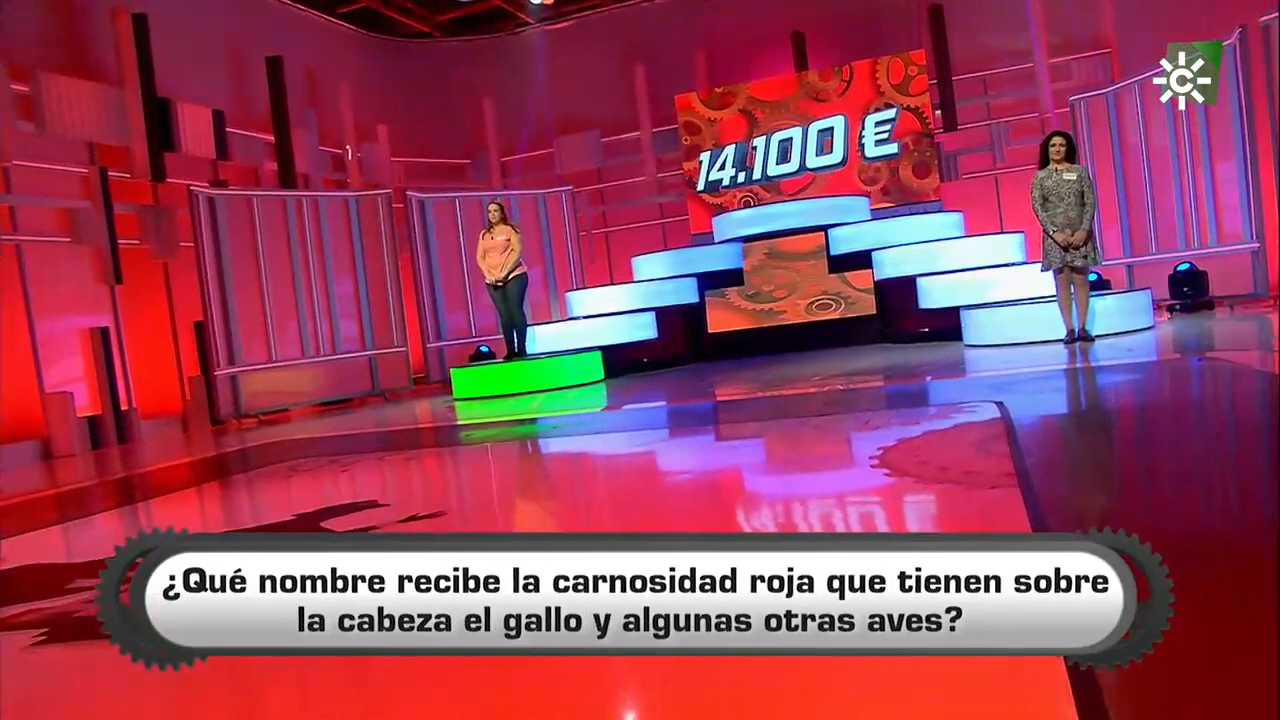 14.100 €
¿Qué nombre recibe la carnosidad roja que tienen sobre
la cabeza el gallo y algunas otras aves?